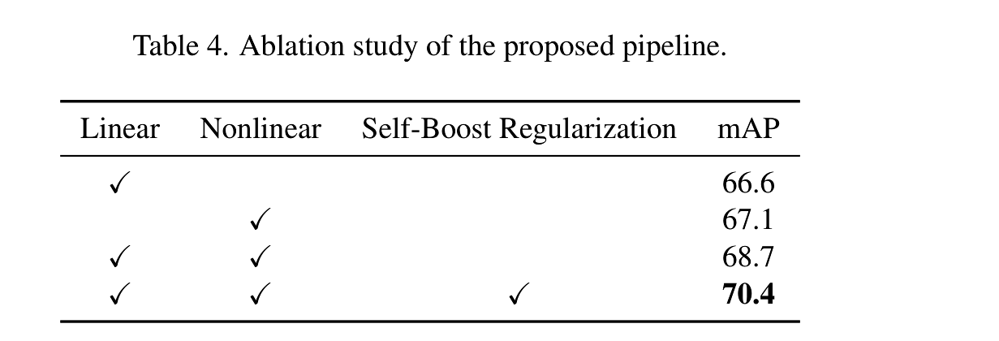 Table 4. Ablation study of the proposed pipeline.
Linear Nonlinear Self-Boost Regularization mAP
✓ 66.6
✓ 67.1
✓ ✓ 68.7
✓ ✓ ✓ 70.4